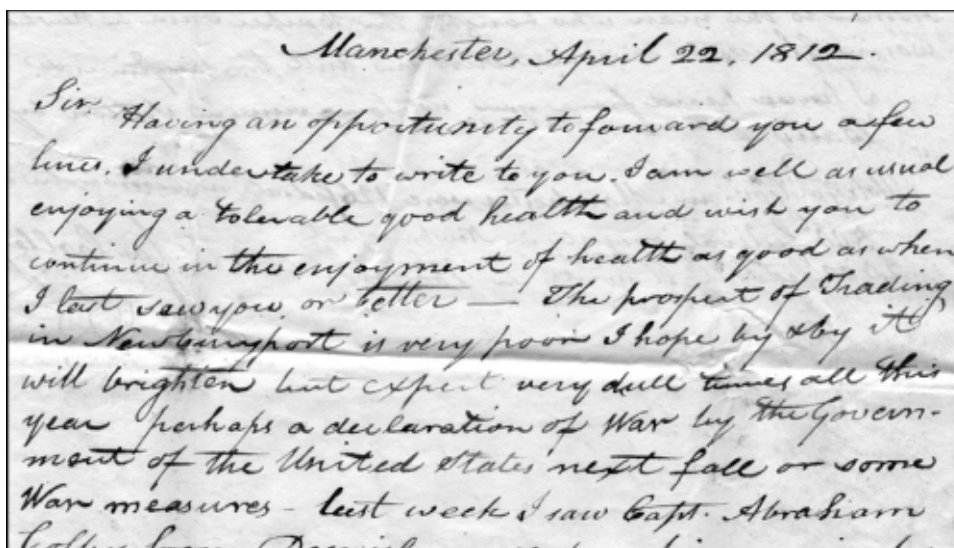 Manchester, April 22, 1812.
Sir Having an opportunity to forward you a few
lines, I undertake to write to you. I am well as usual
enjoying a tolerable good health and wish you to
continue in the enjoyment of health as good as when
I last saw you, or better — The prospect of Trading
in Newburyport is very poor I hope by & by it
will brighten but expect very dull times all this
year perhaps a declaration of War by the Govern-
ment of the United States next fall or some
War measures - last week I saw Capt. Abraham